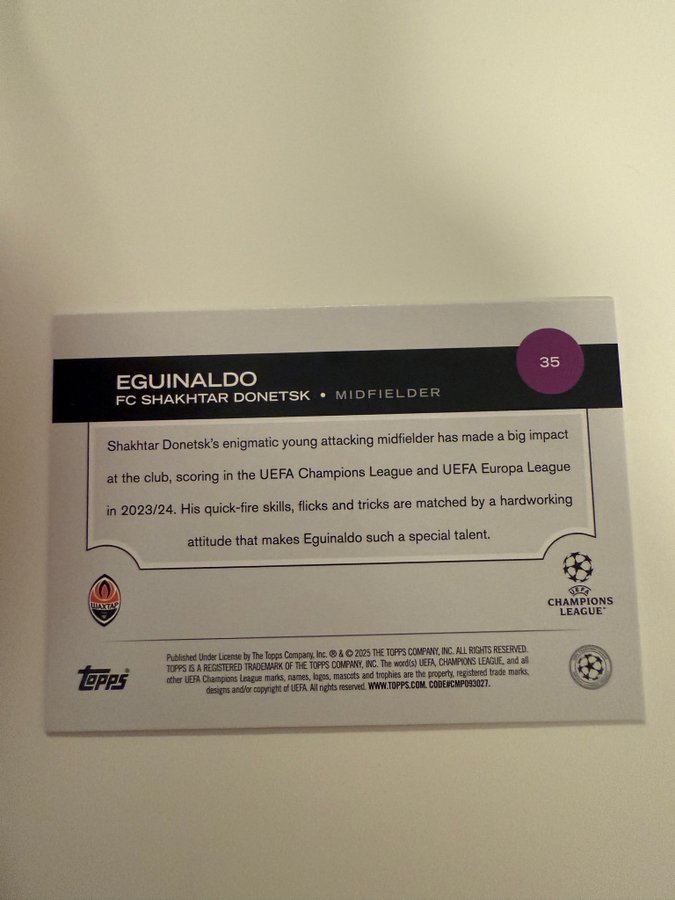 35
EGUINALDO
FC SHAKHTAR DONETSK • MIDFIELDER
Shakhtar Donetsk's enigmatic young attacking midfielder has made a big impact
at the club, scoring in the UEFA Champions League and UEFA Europa League
in 2023/24. His quick-fire skills, flicks and tricks are matched by a hardworking
attitude that makes Eguinaldo such a special talent.
ШАХТАР
UEFA
CHAMPIONS
LEAGUE™
Topps®
Published Under License by The Topps Company, Inc. ® & © 2025 THE TOPPS COMPANY, INC. ALL RIGHTS RESERVED.
TOPPS IS A REGISTERED TRADEMARK OF THE TOPPS COMPANY, INC. The word(s) UEFA, CHAMPIONS LEAGUE, and all
other UEFA Champions League marks, names, logos, mascots and trophies are the property, registered trade marks,
designs and/or copyright of UEFA. All rights reserved. WWW.TOPPS.COM. CODE#CMP093027.